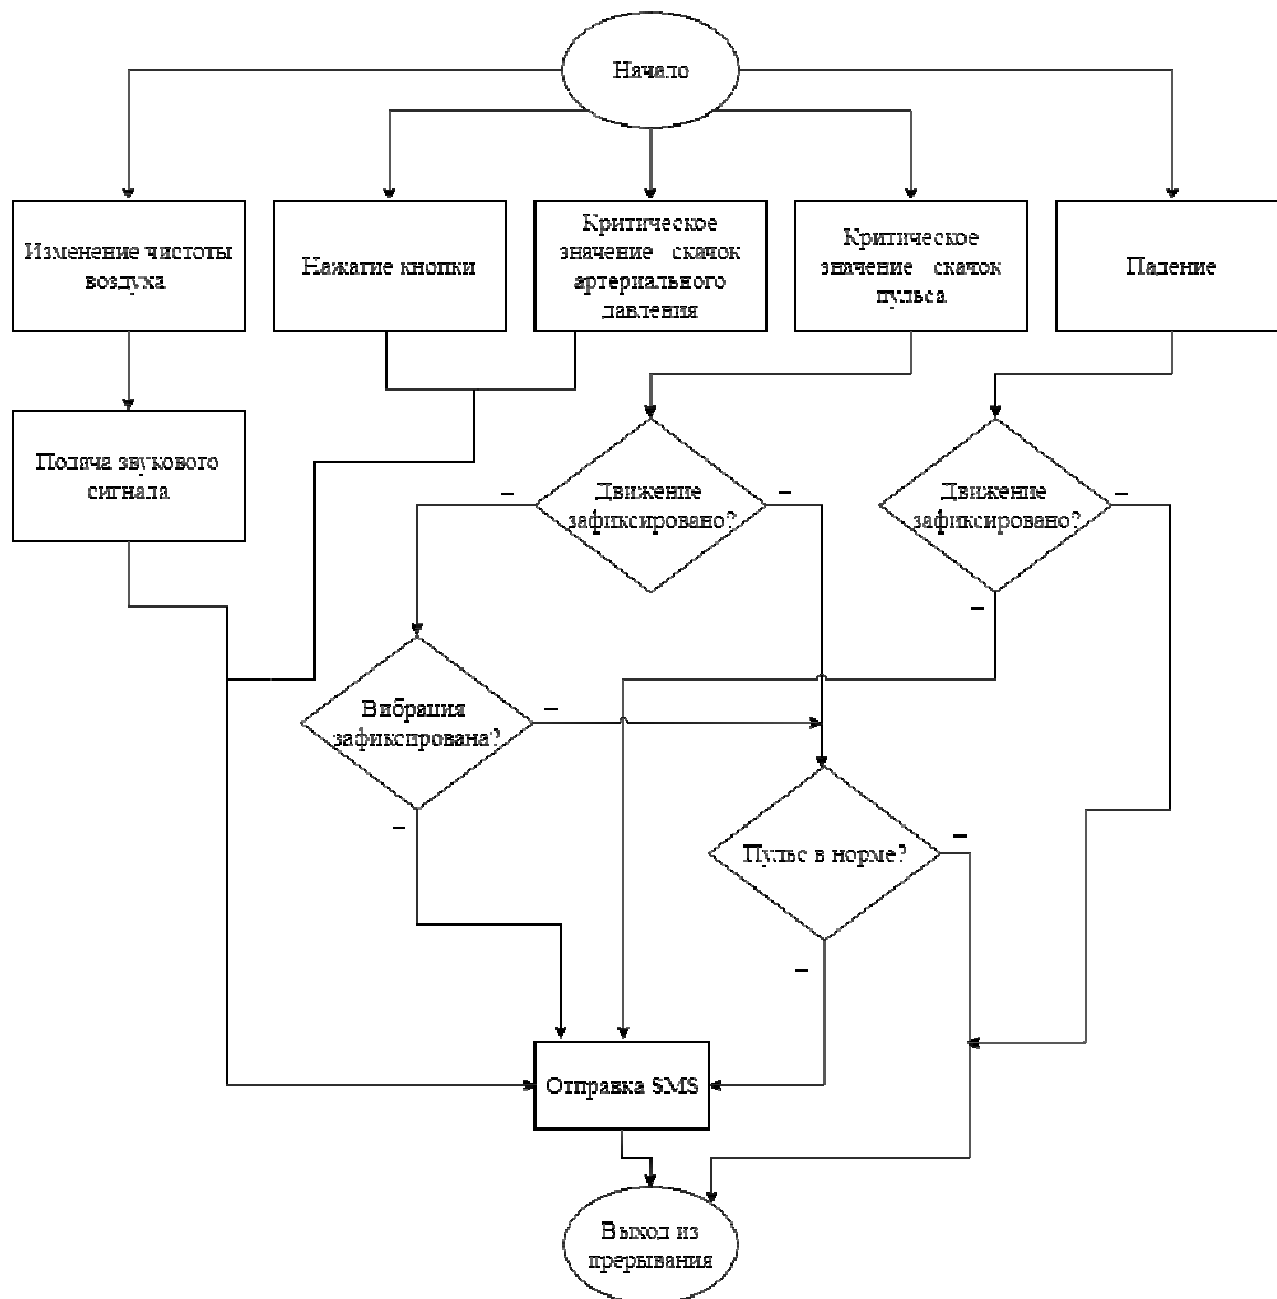 Начало
Изменение чистоты
воздуха
Нажатие кнопки
Критическое
значение скачок
артериального
давления
Критическое
значение скачок
пульса
Падение
Подача звукового
сигнала
Движение
зафиксировано?
–
–
Движение
зафиксировано?
–
–
Вибрация
зафиксирована?
–
–
Пульс в норме?
–
–
Отправка SMS
Выход из
прерывания